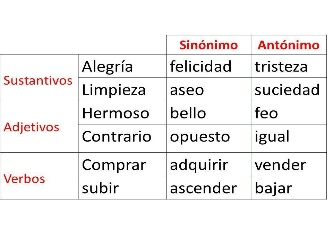 Sinónimo Antónimo
Sustantivos
Alegría felicidad tristeza
Limpieza aseo suciedad
Adjetivos
Hermoso bello feo
Contrario opuesto igual
Verbos
Comprar adquirir vender
subir ascender bajar